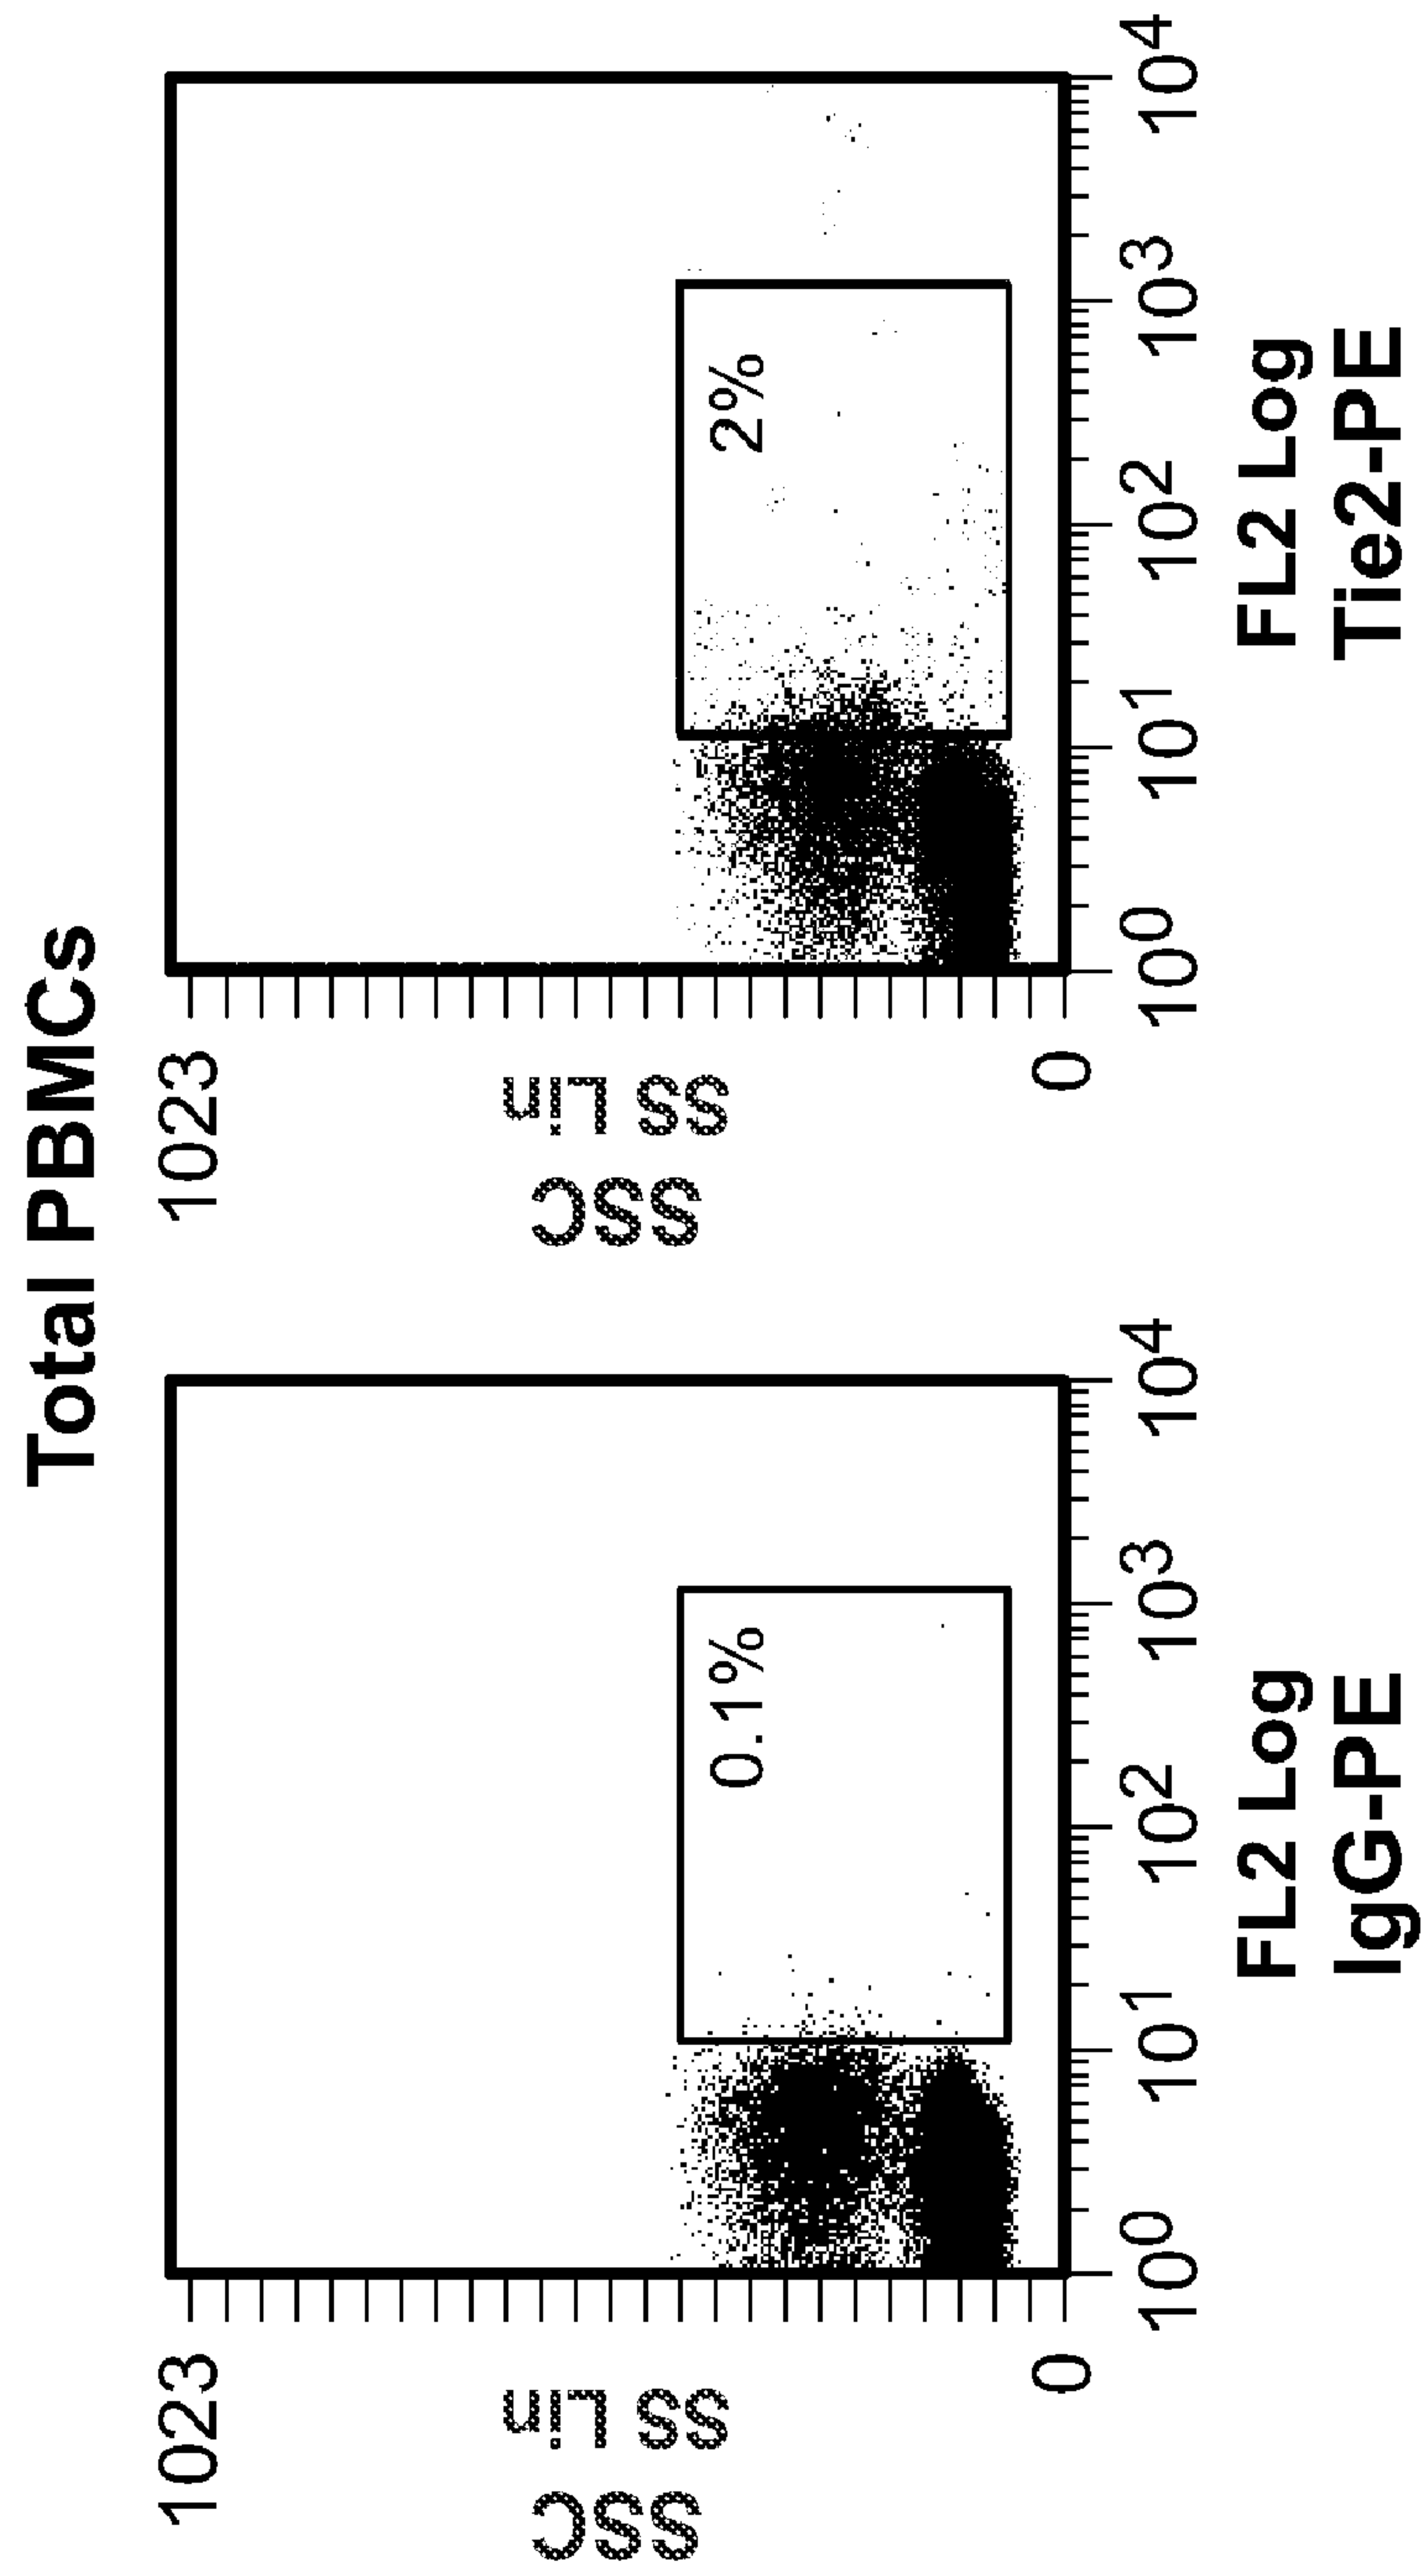 Total PBMCs
1023
SS Lin
SSC
0
0.1%
10⁰ 10¹ 10² 10³ 10⁴
FL2 Log
IgG-PE
1023
SS Lin
SSC
0
2%
10⁰ 10¹ 10² 10³ 10⁴
FL2 Log
Tie2-PE